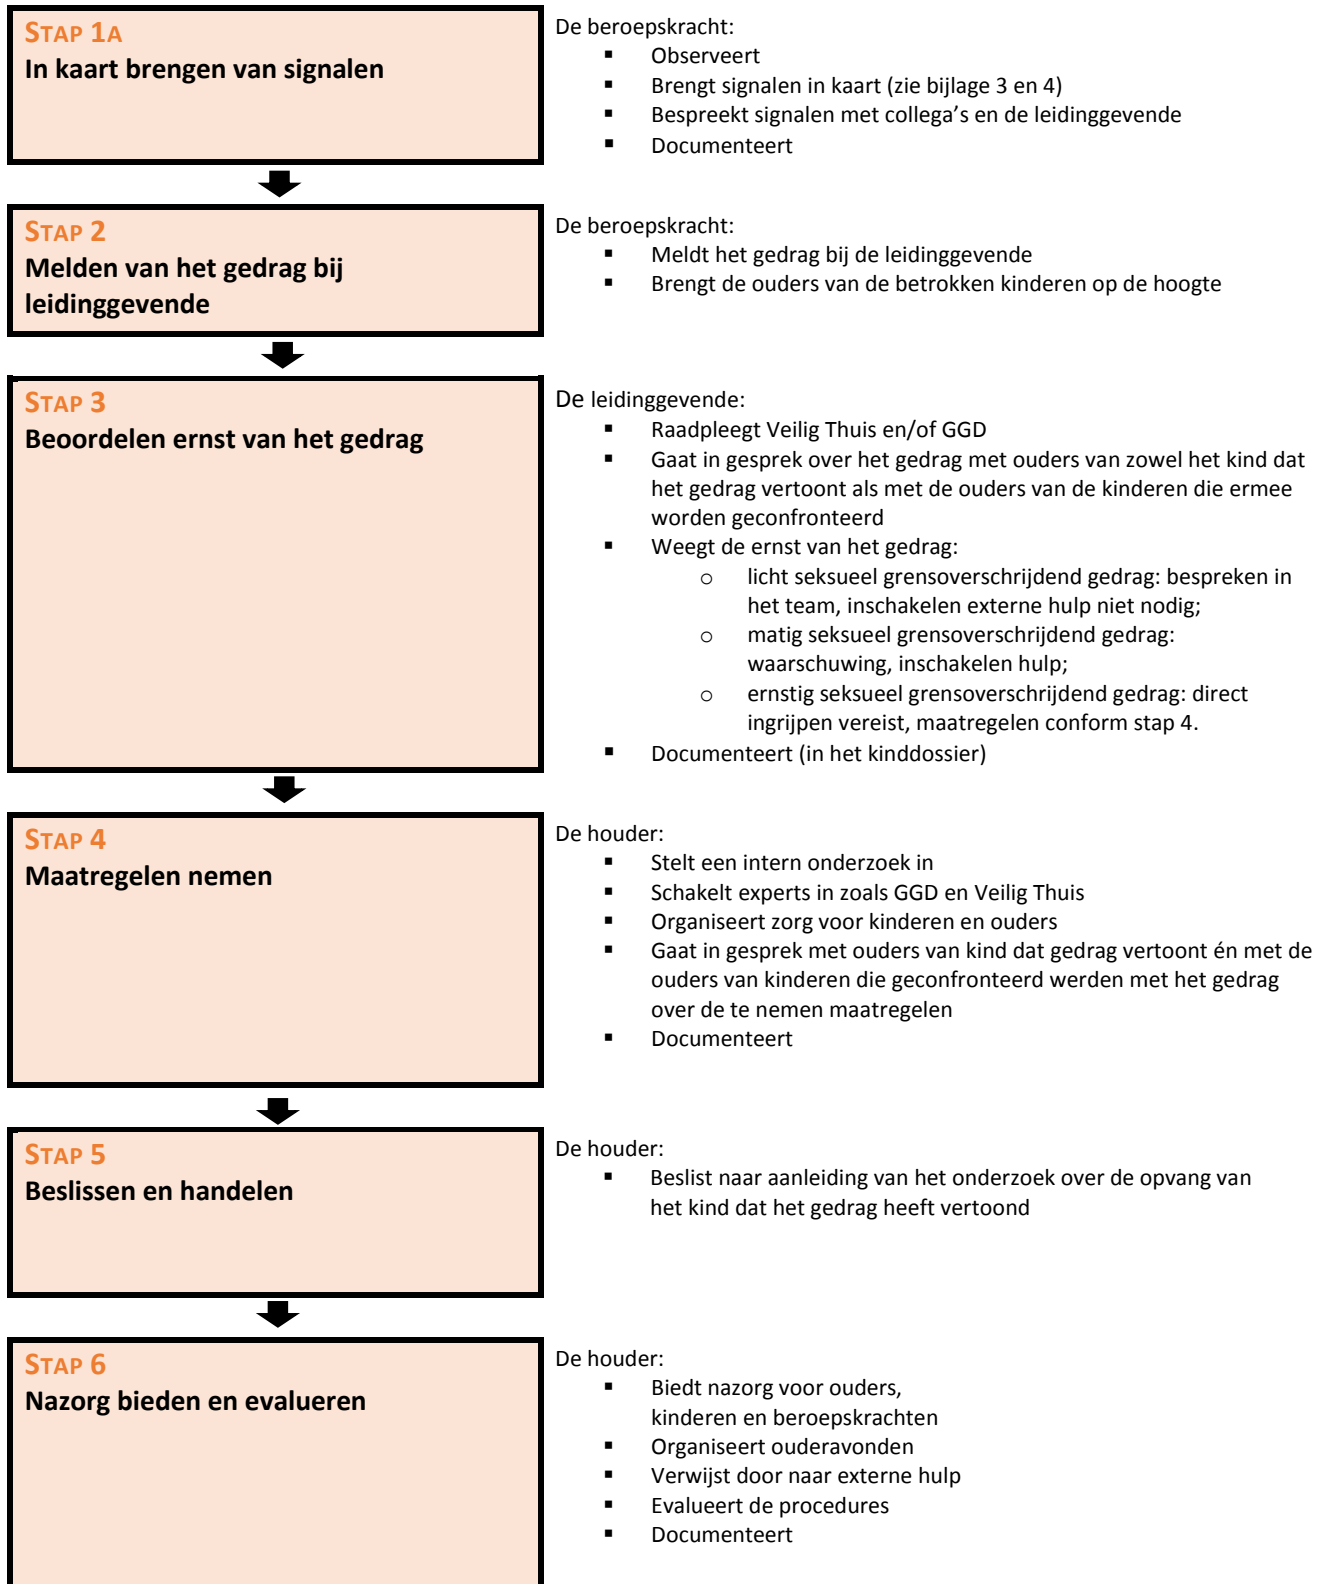 STAP 1A
In kaart brengen van signalen
De beroepskracht:
▪ Observeert
▪ Brengt signalen in kaart (zie bijlage 3 en 4)
▪ Bespreekt signalen met collega’s en de leidinggevende
▪ Documenteert
STAP 2
Melden van het gedrag bij
leidinggevende
De beroepskracht:
▪ Meldt het gedrag bij de leidinggevende
▪ Brengt de ouders van de betrokken kinderen op de hoogte
STAP 3
Beoordelen ernst van het gedrag
De leidinggevende:
▪ Raadpleegt Veilig Thuis en/of GGD
▪ Gaat in gesprek over het gedrag met ouders van zowel het kind dat
het gedrag vertoont als met de ouders van de kinderen die ermee
worden geconfronteerd
▪ Weegt de ernst van het gedrag:
o licht seksueel grensoverschrijdend gedrag: bespreken in
het team, inschakelen externe hulp niet nodig;
o matig seksueel grensoverschrijdend gedrag:
waarschuwing, inschakelen hulp;
o ernstig seksueel grensoverschrijdend gedrag: direct
ingrijpen vereist, maatregelen conform stap 4.
▪ Documenteert (in het kinddossier)
STAP 4
Maatregelen nemen
De houder:
▪ Stelt een intern onderzoek in
▪ Schakelt experts in zoals GGD en Veilig Thuis
▪ Organiseert zorg voor kinderen en ouders
▪ Gaat in gesprek met ouders van kind dat gedrag vertoont én met de
ouders van kinderen die geconfronteerd werden met het gedrag
over de te nemen maatregelen
▪ Documenteert
STAP 5
Beslissen en handelen
De houder:
▪ Beslist naar aanleiding van het onderzoek over de opvang van
het kind dat het gedrag heeft vertoond
STAP 6
Nazorg bieden en evalueren
De houder:
▪ Biedt nazorg voor ouders,
kinderen en beroepskrachten
▪ Organiseert ouderavonden
▪ Verwijst door naar externe hulp
▪ Evalueert de procedures
▪ Documenteert